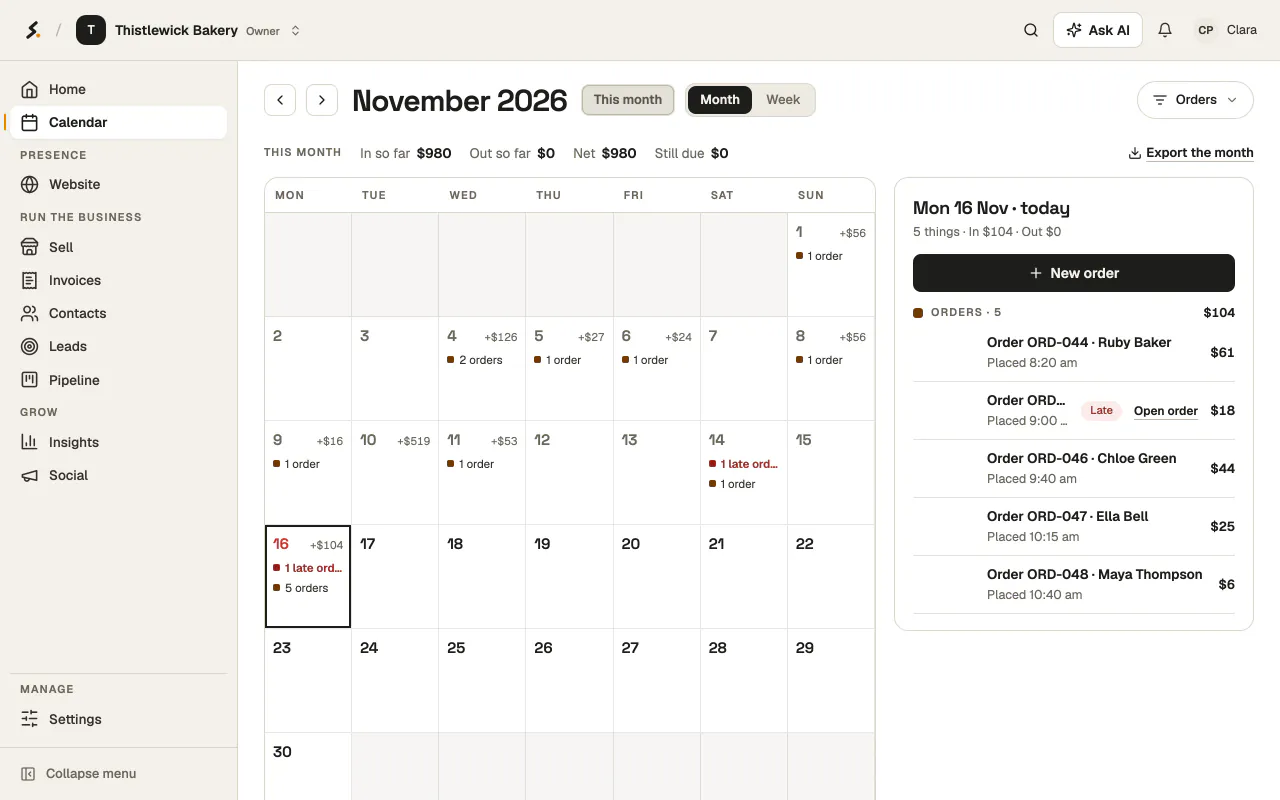 / T Thistlewick Bakery Owner
Ask AI CP Clara
Home
Calendar
PRESENCE
Website
RUN THE BUSINESS
Sell
Invoices
Contacts
Leads
Pipeline
GROW
Insights
Social
MANAGE
Settings
Collapse menu
November 2026 This month Month Week Orders
THIS MONTH In so far $980 Out so far $0 Net $980 Still due $0 Export the month
MON TUE WED THU FRI SAT SUN
1 +$56
1 order
2 3 4 +$126 5 +$27 6 +$24 7 8 +$56
2 orders 1 order 1 order 1 order
9 +$16 10 +$519 11 +$53 12 13 14 15
1 order 1 order 1 late ord...
1 order
16 +$104 17 18 19 20 21 22
1 late ord...
5 orders
23 24 25 26 27 28 29
30
Mon 16 Nov · today
5 things · In $104 · Out $0
+ New order
ORDERS · 5 $104
Order ORD-044 · Ruby Baker $61
Placed 8:20 am
Order ORD... Late Open order $18
Placed 9:00 ...
Order ORD-046 · Chloe Green $44
Placed 9:40 am
Order ORD-047 · Ella Bell $25
Placed 10:15 am
Order ORD-048 · Maya Thompson $6
Placed 10:40 am